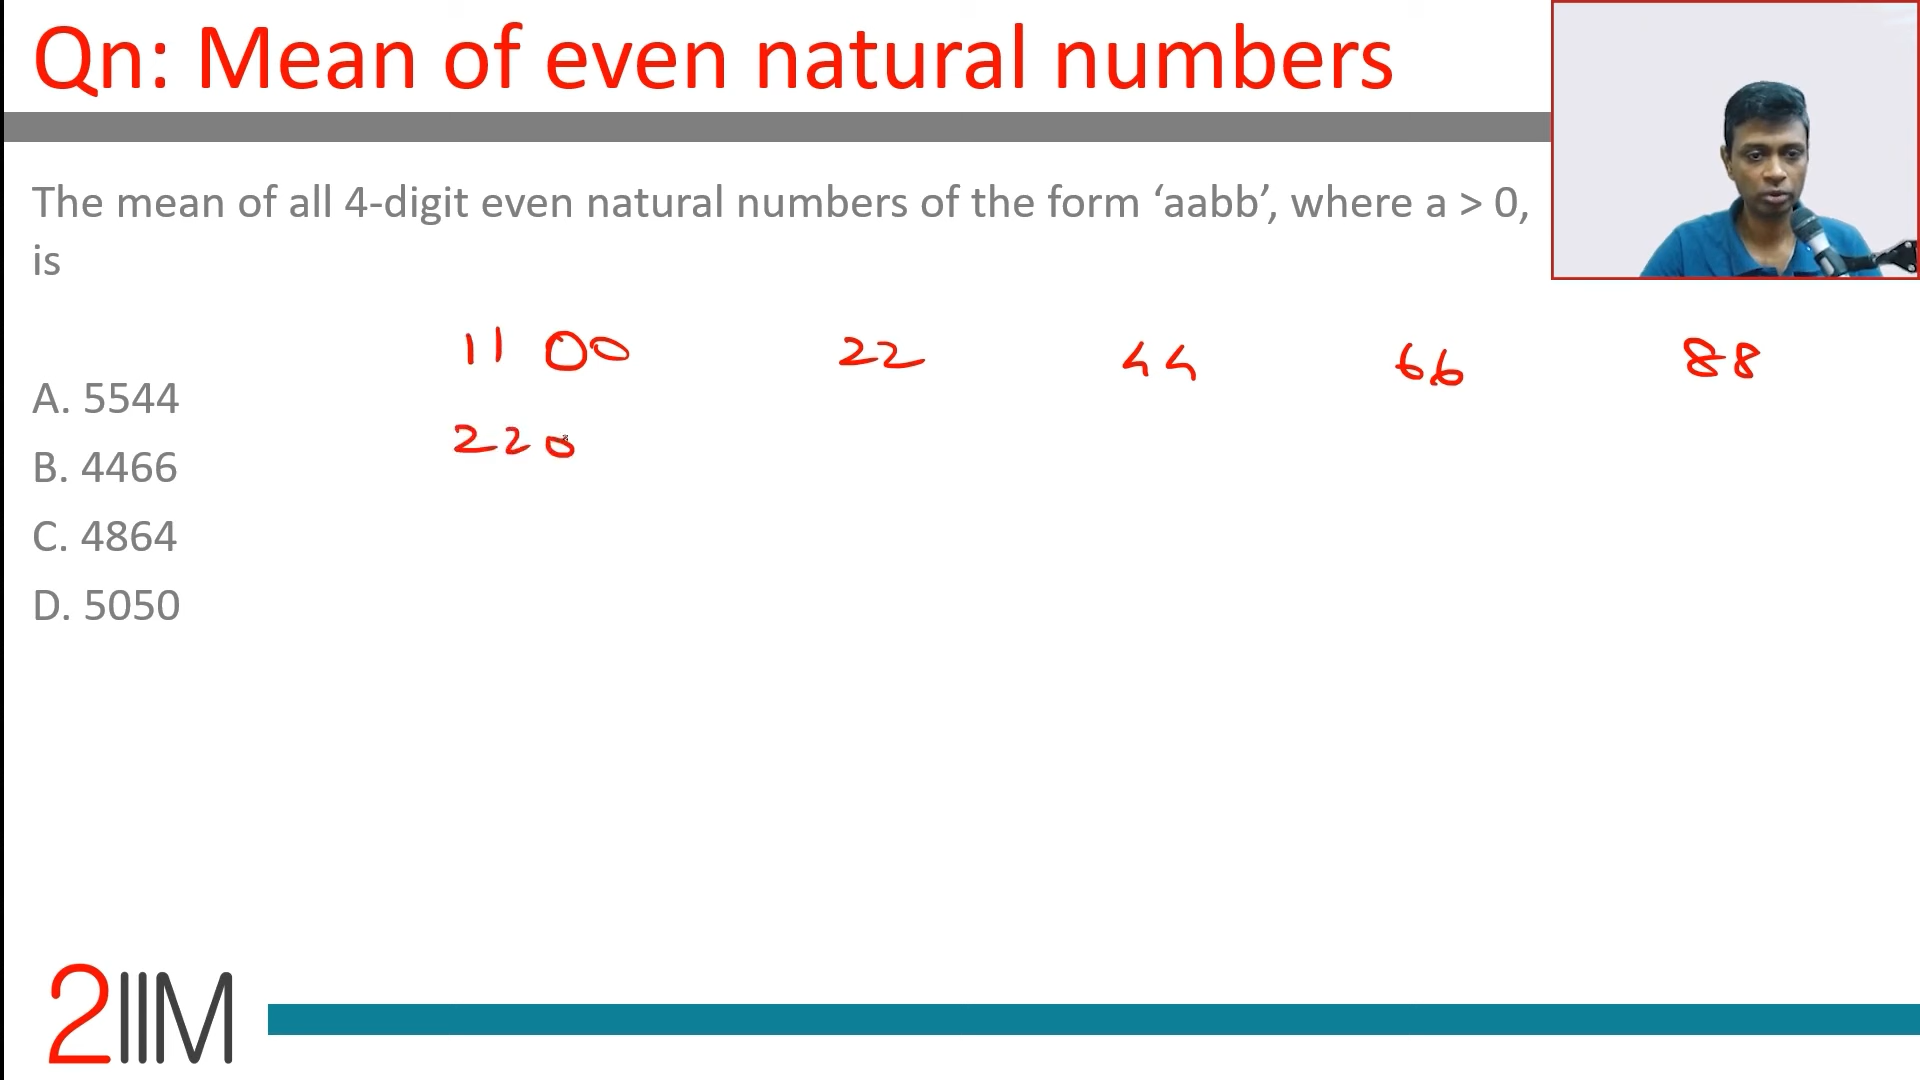 Qn: Mean of even natural numbers
The mean of all 4-digit even natural numbers of the form ‘aabb’, where a > 0,
is
11 00 22 44 66 88
A. 5544
220
B. 4466
C. 4864
D. 5050
2IIM